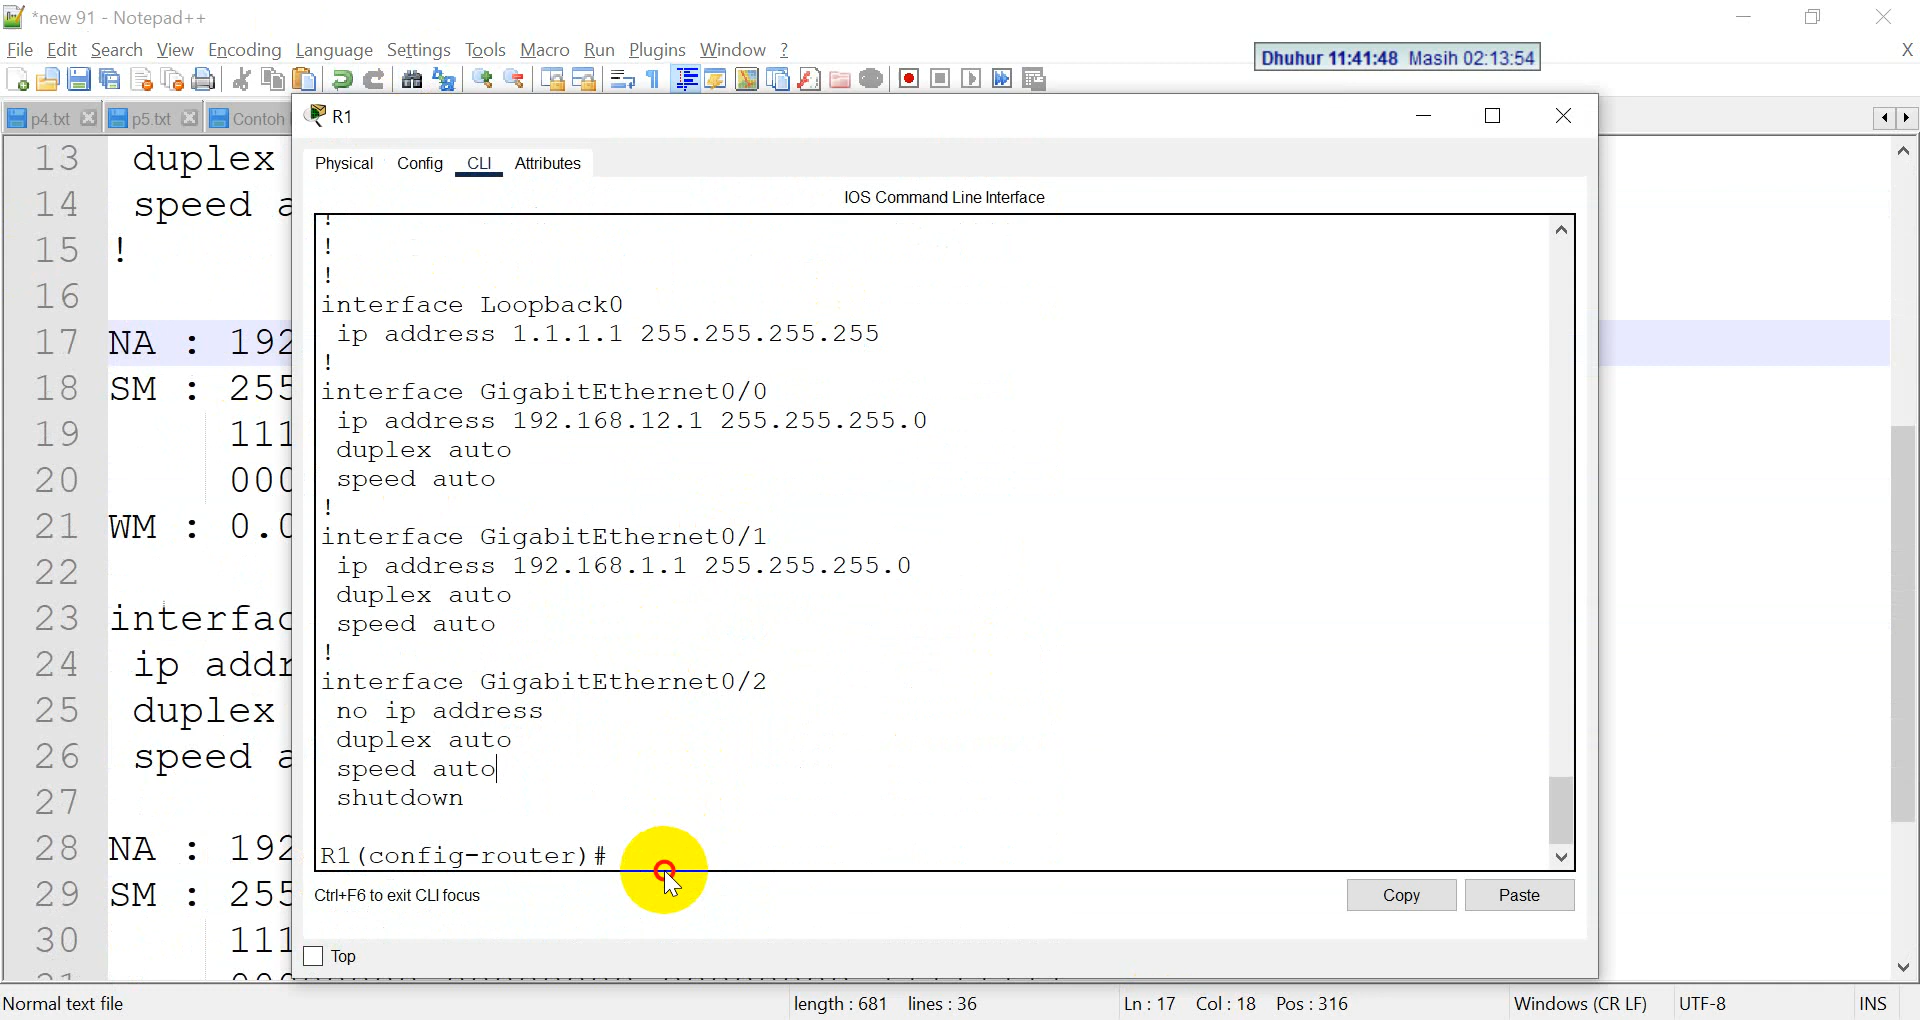 *new 91 - Notepad++
File Edit Search View Encoding Language Settings Tools Macro Run Plugins Window ?
X
Dhuhur 11:41:48 Masih 02:13:54
p4.txt p5.txt Contoh
13 duplex
14 speed a
15 !
16
17 NA : 192
18 SM : 255
19 111
20 000
21 WM : 0.0
22
23 interfac
24 ip addr
25 duplex
26 speed a
27
28 NA : 192
29 SM : 255
30 111
R1
Physical Config CLI Attributes
IOS Command Line Interface
!
!
!
interface Loopback0
ip address 1.1.1.1 255.255.255.255
!
interface GigabitEthernet0/0
ip address 192.168.12.1 255.255.255.0
duplex auto
speed auto
!
interface GigabitEthernet0/1
ip address 192.168.1.1 255.255.255.0
duplex auto
speed auto
!
interface GigabitEthernet0/2
no ip address
duplex auto
speed auto
shutdown
R1(config-router)#
Ctrl+F6 to exit CLI focus
Copy
Paste
Top
Normal text file
length : 681 lines : 36
Ln : 17 Col : 18 Pos : 316
Windows (CR LF)
UTF-8
INS